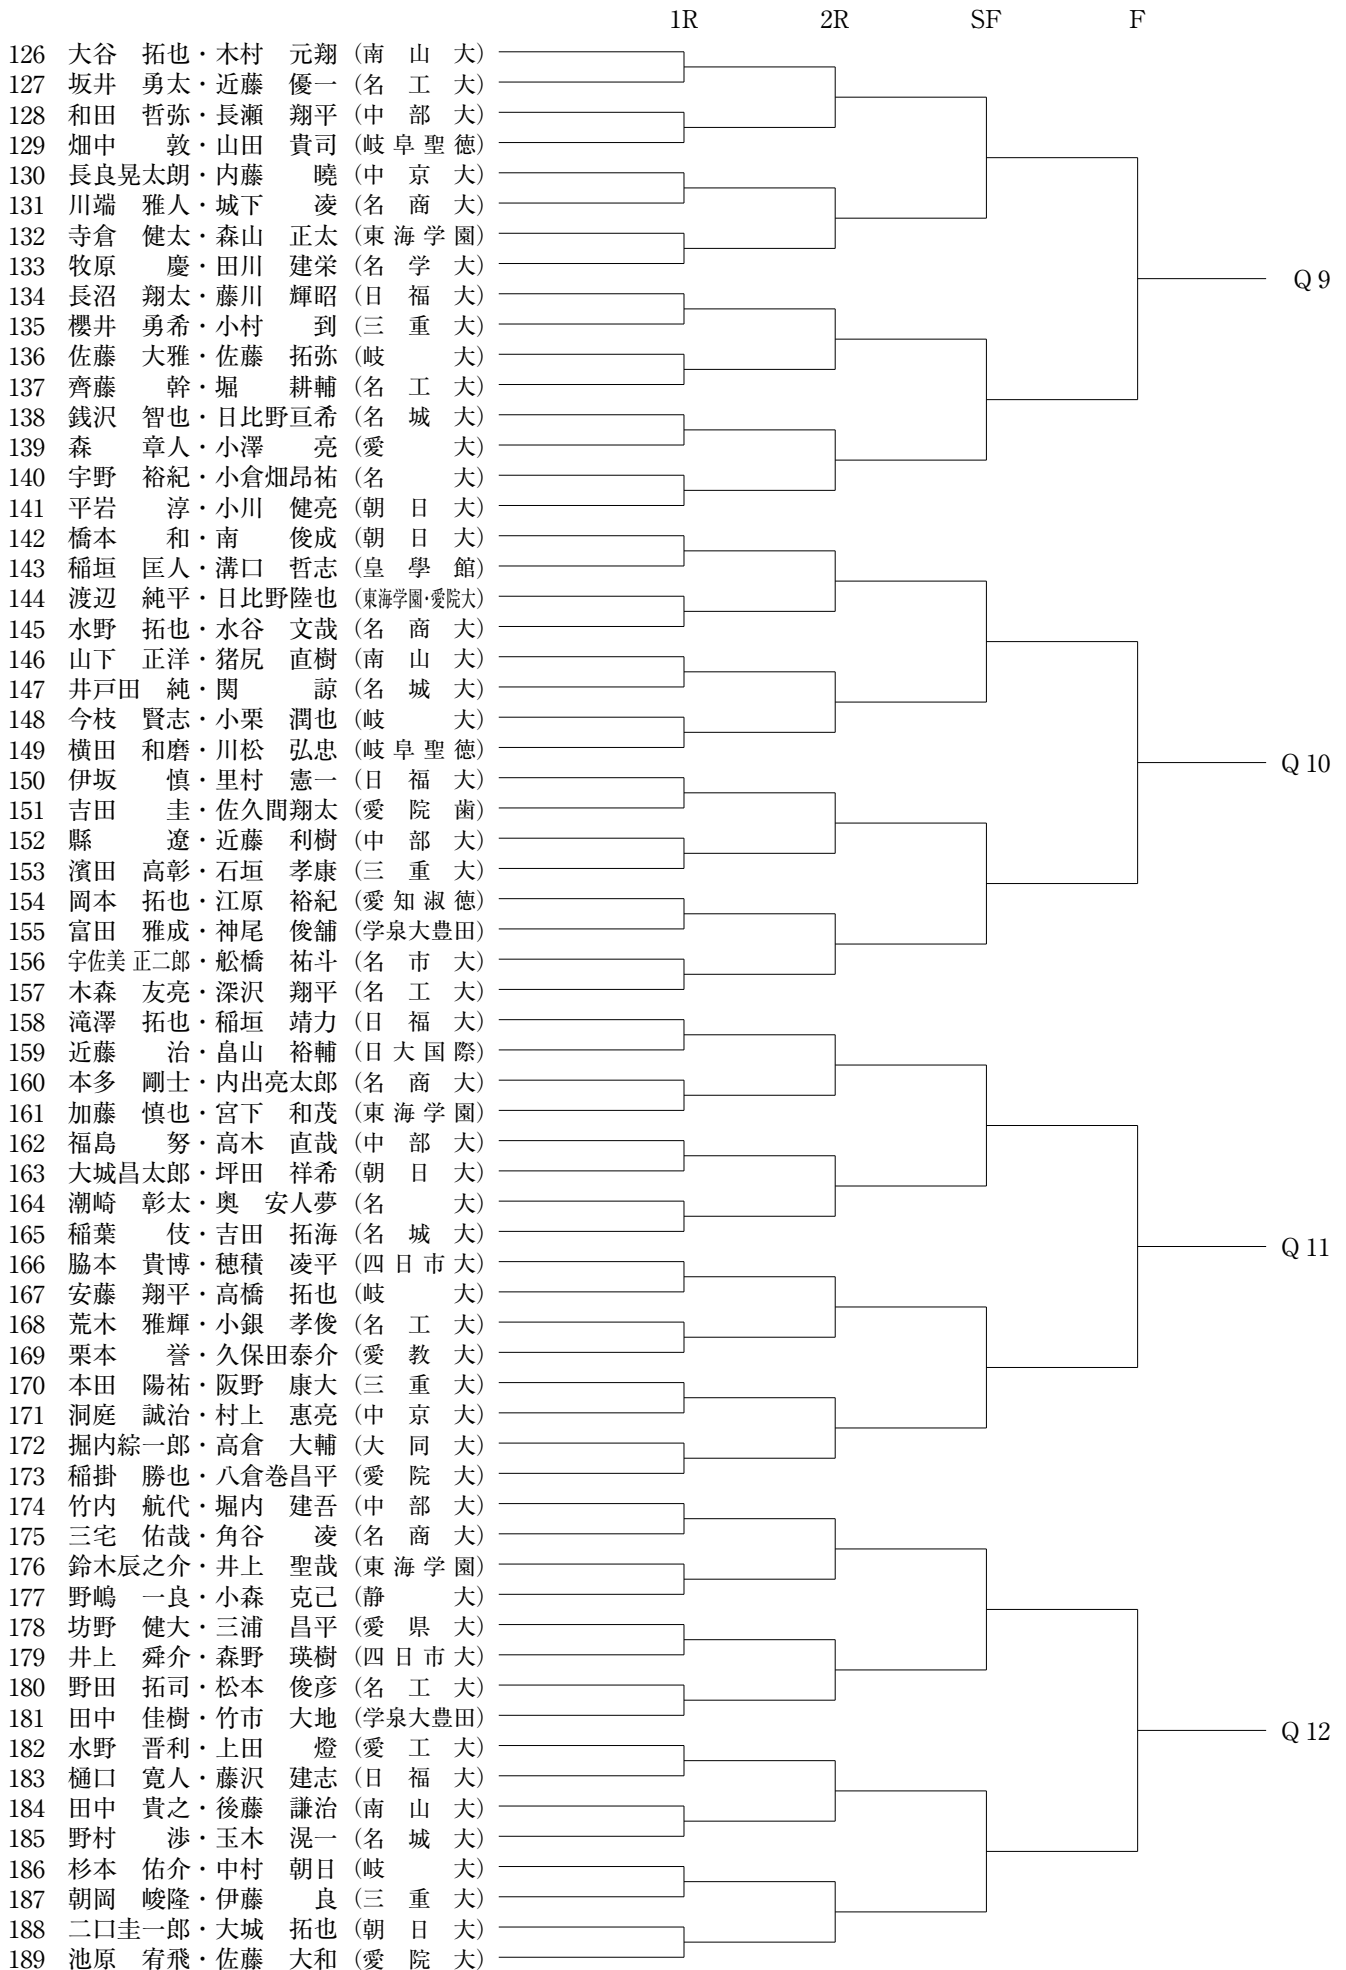 1R 2R SF F
126 大谷 拓也・木村 元翔 (南山大)
127 坂井 勇太・近藤 優一 (名工大)
128 和田 哲弥・長瀬 翔平 (中部大)
129 畑中 敦・山田 貴司 (岐阜聖徳)
130 長良晃太朗・内藤 曉 (中京大)
131 川端 雅人・城下 凌 (名商大)
132 寺倉 健太・森山 正太 (東海学園)
133 牧原 慶・田川 建栄 (名学大)
Q 9
134 長沼 翔太・藤川 輝昭 (日福大)
135 櫻井 勇希・小村 到 (三重大)
136 佐藤 大雅・佐藤 拓弥 (岐大)
137 齊藤 幹・堀 耕輔 (名工大)
138 銭沢 智也・日比野亘希 (名城大)
139 森 章人・小澤 亮 (愛大)
140 宇野 裕紀・小倉畑昂祐 (名大)
141 平岩 淳・小川 健亮 (朝日大)
142 橋本 和・南 俊成 (朝日大)
143 稲垣 匡人・溝口 哲志 (皇學館)
144 渡辺 純平・日比野陸也 (東海学園・愛院大)
145 水野 拓也・水谷 文哉 (名商大)
146 山下 正洋・猪尻 直樹 (南山大)
147 井戸田 純・関 諒 (名城大)
148 今枝 賢志・小栗 潤也 (岐大)
149 横田 和磨・川松 弘忠 (岐阜聖徳)
Q 10
150 伊坂 慎・里村 憲一 (日福大)
151 吉田 圭・佐久間翔太 (愛院歯)
152 縣 遼・近藤 利樹 (中部大)
153 濱田 高彰・石垣 孝康 (三重大)
154 岡本 拓也・江原 裕紀 (愛知淑徳)
155 富田 雅成・神尾 俊舗 (学泉大豊田)
156 宇佐美 正二郎・舩橋 祐斗 (名市大)
157 木森 友亮・深沢 翔平 (名工大)
158 滝澤 拓也・稲垣 靖力 (日福大)
159 近藤 治・畠山 裕輔 (日大国際)
160 本多 剛士・内出亮太郎 (名商大)
161 加藤 慎也・宮下 和茂 (東海学園)
162 福島 努・高木 直哉 (中部大)
163 大城昌太郎・坪田 祥希 (朝日大)
164 潮崎 彰太・奥 安人夢 (名大)
165 稲葉 伎・吉田 拓海 (名城大)
Q 11
166 脇本 貴博・穂積 凌平 (四日市大)
167 安藤 翔平・高橋 拓也 (岐大)
168 荒木 雅輝・小銀 孝俊 (名工大)
169 栗本 誉・久保田泰介 (愛教大)
170 本田 陽祐・阪野 康大 (三重大)
171 洞庭 誠治・村上 惠亮 (中京大)
172 掘内綜一郎・高倉 大輔 (大同大)
173 稲掛 勝也・八倉巻昌平 (愛院大)
174 竹内 航代・堀内 建吾 (中部大)
175 三宅 佑哉・角谷 凌 (名商大)
176 鈴木辰之介・井上 聖哉 (東海学園)
177 野嶋 一良・小森 克己 (静大)
178 坊野 健大・三浦 昌平 (愛県大)
179 井上 舜介・森野 瑛樹 (四日市大)
180 野田 拓司・松本 俊彦 (名工大)
181 田中 佳樹・竹市 大地 (学泉大豊田)
Q 12
182 水野 晋利・上田 燈 (愛工大)
183 樋口 寛人・藤沢 建志 (日福大)
184 田中 貴之・後藤 謙治 (南山大)
185 野村 渉・玉木 滉一 (名城大)
186 杉本 佑介・中村 朝日 (岐大)
187 朝岡 峻隆・伊藤 良 (三重大)
188 二口圭一郎・大城 拓也 (朝日大)
189 池原 宥飛・佐藤 大和 (愛院大)